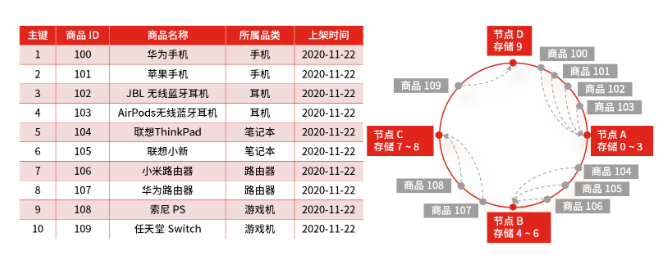 主键 商品 ID 商品名称 所属品类 上架时间
1 100 华为手机 手机 2020-11-22
2 101 苹果手机 手机 2020-11-22
3 102 JBL 无线蓝牙耳机 耳机 2020-11-22
4 103 AirPods无线蓝牙耳机 耳机 2020-11-22
5 104 联想ThinkPad 笔记本 2020-11-22
6 105 联想小新 笔记本 2020-11-22
7 106 小米路由器 路由器 2020-11-22
8 107 华为路由器 路由器 2020-11-22
9 108 索尼 PS 游戏机 2020-11-22
10 109 任天堂 Switch 游戏机 2020-11-22
节点 D
存储 9
商品 100
商品 101
商品 102
商品 103
商品 109
节点 C
存储 7 ~ 8
节点 A
存储 0 ~ 3
商品 104
商品 105
商品 106
商品 108
商品 107
节点 B
存储 4 ~ 6